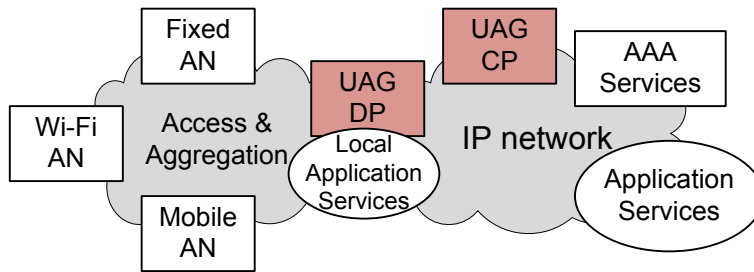 Fixed
AN
UAG
CP
AAA
Services
UAG
DP
Wi-Fi
AN
Access &
Aggregation
IP network
Local
Application
Services
Application
Services
Mobile
AN